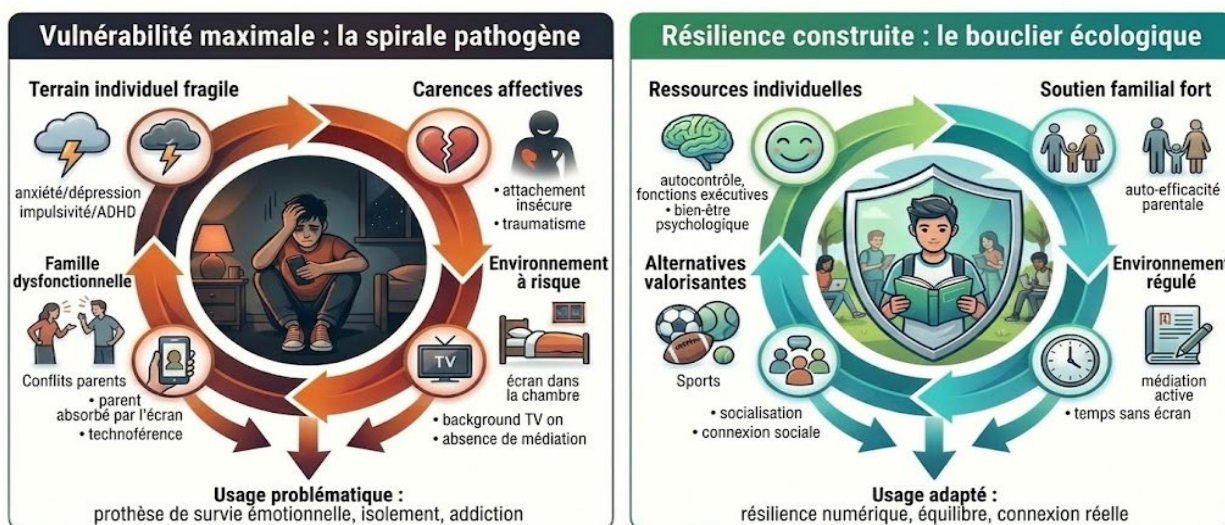 Vulnérabilité maximale : la spirale pathogène
Terrain individuel fragile
anxiété/dépression
impulsivité/ADHD
Carences affectives
• attachement
insécure
• traumatisme
Famille
dysfonctionnelle
Conflits parents
• parent
absorbé par l'écran
• technoférence
Environnement
à risque
TV
écran dans
la chambre
• background TV on
• absence de médiation
Usage problématique :
prothèse de survie émotionnelle, isolement, addiction
Résilience construite : le bouclier écologique
Ressources individuelles
autocontrôle,
fonctions exécutives
• bien-être
psychologique
Soutien familial fort
auto-efficacité
parentale
Alternatives
valorisantes
Sports
• socialisation
• connexion sociale
Environnement
régulé
médiation
active
• temps sans écran
Usage adapté :
résilience numérique, équilibre, connexion réelle